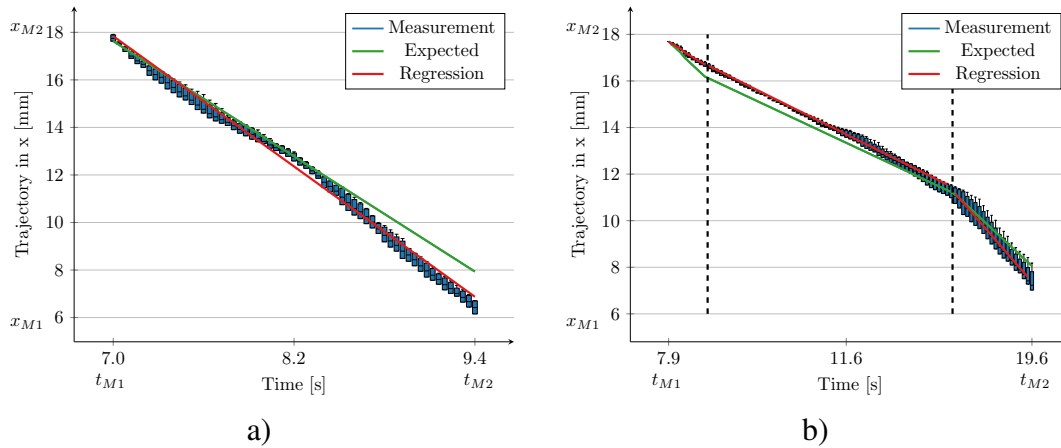 x_{M2} 18
16
14
12
10
8
x_{M1} 6
Trajectory in x [mm]
Measurement
Expected
Regression
7.0 8.2 9.4
t_{M1} Time [s] t_{M2}
a)
x_{M2} 18
16
14
12
10
8
x_{M1} 6
Trajectory in x [mm]
Measurement
Expected
Regression
7.9 11.6 19.6
t_{M1} Time [s] t_{M2}
b)